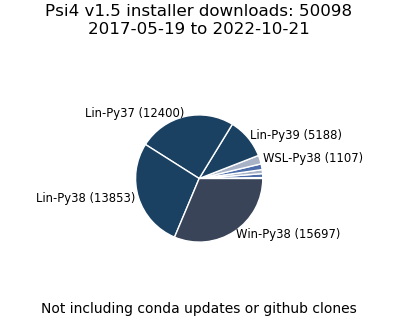 Psi4 v1.5 installer downloads: 50098
2017-05-19 to 2022-10-21
Lin-Py37 (12400)
Lin-Py39 (5188)
WSL-Py38 (1107)
Lin-Py38 (13853)
Win-Py38 (15697)
Not including conda updates or github clones